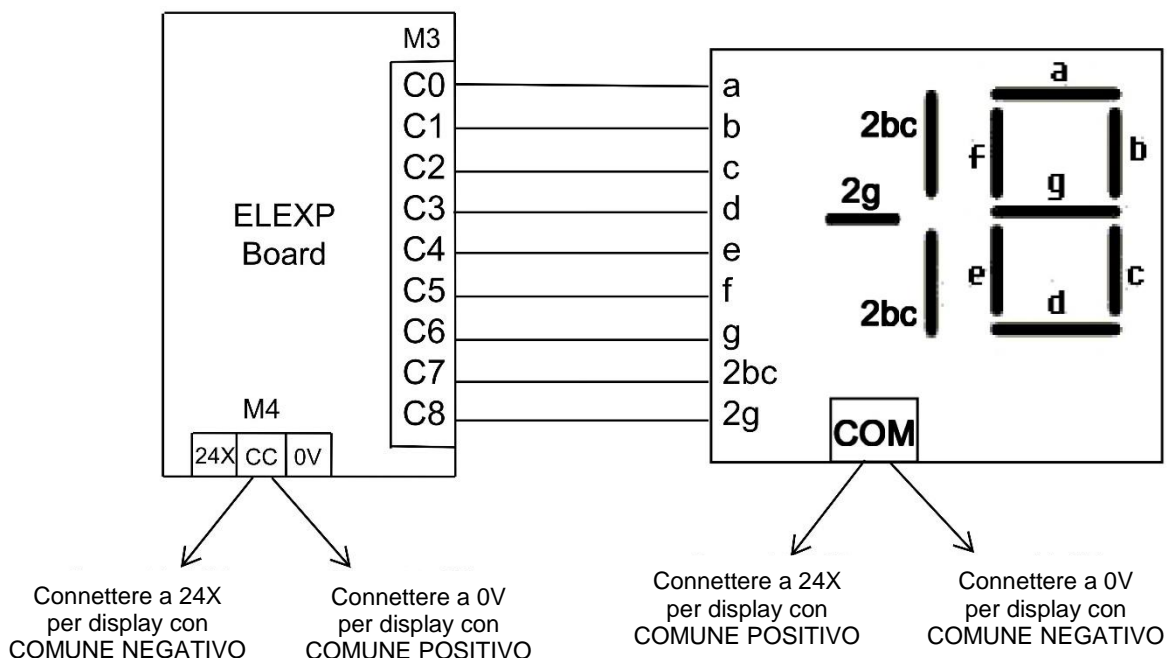 M3
C0
C1
C2
C3
C4
C5
C6
C7
C8
ELEXP
Board
M4
24X CC 0V
a
b
c
d
e
f
g
2bc
2g
a
2bc
f
b
2g
g
e
c
2bc
d
COM
Connettere a 24X
per display con
COMUNE NEGATIVO
Connettere a 0V
per display con
COMUNE POSITIVO
Connettere a 24X
per display con
COMUNE POSITIVO
Connettere a 0V
per display con
COMUNE NEGATIVO